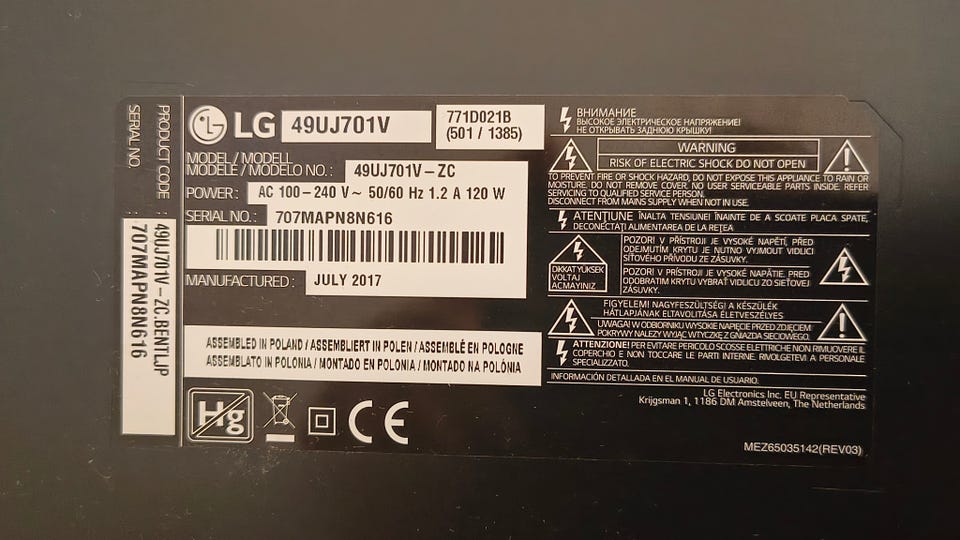 PRODUCT CODE : 49UJ701V-ZC.BENTLJP
SERIAL NO. : 707MAPN8N616
LG 49UJ701V
771D021B
(501 / 1385)
MODEL / MODELL
MODÈLE / MODELO NO. : 49UJ701V-ZC
POWER : AC 100-240 V~ 50/60 Hz 1.2 A 120 W
SERIAL NO. : 707MAPN8N616
MANUFACTURED : JULY 2017
ASSEMBLED IN POLAND / ASSEMBLIERT IN POLEN / ASSEMBLÉ EN POLOGNE
ASSEMBLATO IN POLONIA / MONTADO EN POLONIA / MONTADO NA POLÓNIA
Hg
CE
ВНИМАНИЕ
ВЫСОКОЕ ЭЛЕКТРИЧЕСКОЕ НАПРЯЖЕНИЕ!
НЕ ОТКРЫВАТЬ ЗАДНЮЮ КРЫШКУ!
WARNING
RISK OF ELECTRIC SHOCK DO NOT OPEN
TO PREVENT FIRE OR SHOCK HAZARD, DO NOT EXPOSE THIS APPLIANCE TO RAIN OR
MOISTURE. DO NOT REMOVE COVER. NO USER SERVICEABLE PARTS INSIDE. REFER
SERVICING TO QUALIFIED SERVICE PERSON.
DISCONNECT FROM MAINS SUPPLY WHEN NOT IN USE.
ATENŢIUNE ÎNALTA TENSIUNE! ÎNAINTE DE A SCOATE PLACA SPATE,
DECONECTAŢI ALIMENTAREA DE LA REŢEA
DIKKAT!YÜKSEK
VOLTAJ
AÇMAYINIZ
POZOR! V PŘÍSTROJI JE VYSOKÉ NAPĚTÍ, PŘED
ODEJMUTÍM KRYTU JE NUTNO VYJMOUT VIDLICI
SÍŤOVÉHO PŘÍVODU ZE ZÁSUVKY.
POZOR! V PRÍSTROJI JE VYSOKÉ NAPÄTIE. PRED
ODOBRATÍM KRYTU VYBRAŤ VIDLICU ZO SIEŤOVEJ
ZÁSUVKY.
FIGYELEM! NAGYFESZÜLTSÉG! A KÉSZÜLÉK
HÁTLAPJÁNAK ELTÁVOLÍTÁSA ÉLETVESZÉLYES
UWAGA! W ODBIORNIKU WYSOKIE NAPIĘCIE PRZED ZDJĘCIEM
POKRYWY NALEŻY WYJĄĆ WTYCZKĘ Z GNIAZDA SIECIOWEGO.
ATTENZIONE! PER EVITARE PERICOLO SCOSSE ELETTRICHE NON RIMUOVERE IL
COPERCHIO E NON TOCCARE LE PARTI INTERNE. RIVOLGETEVI A PERSONALE
SPECIALIZZATO.
INFORMACIÓN DETALLADA EN EL MANUAL DE USUARIO.
LG Electronics Inc. EU Representative
Krijgsman 1, 1186 DM Amstelveen, The Netherlands
MEZ65035142(REV03)